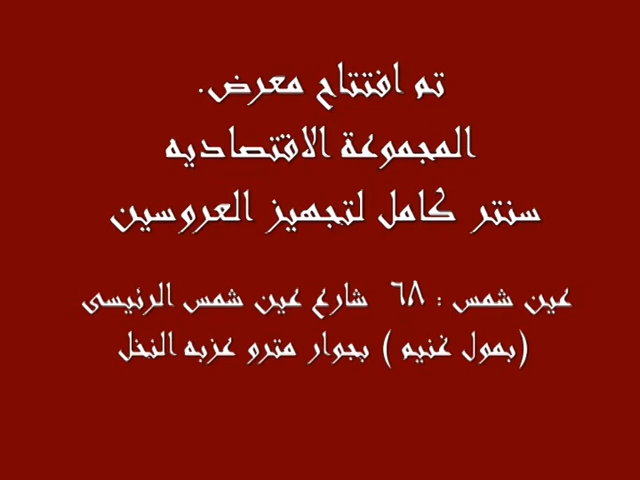 تم افتتاح معرض.
المجموعة الاقتصاديه
سنتر كامل لتجهيز العروسين
عين شمس : ٦٨ شارع عين شمس الرئيسى
(بمول غنيم ) بجوار مترو عزبه النخل